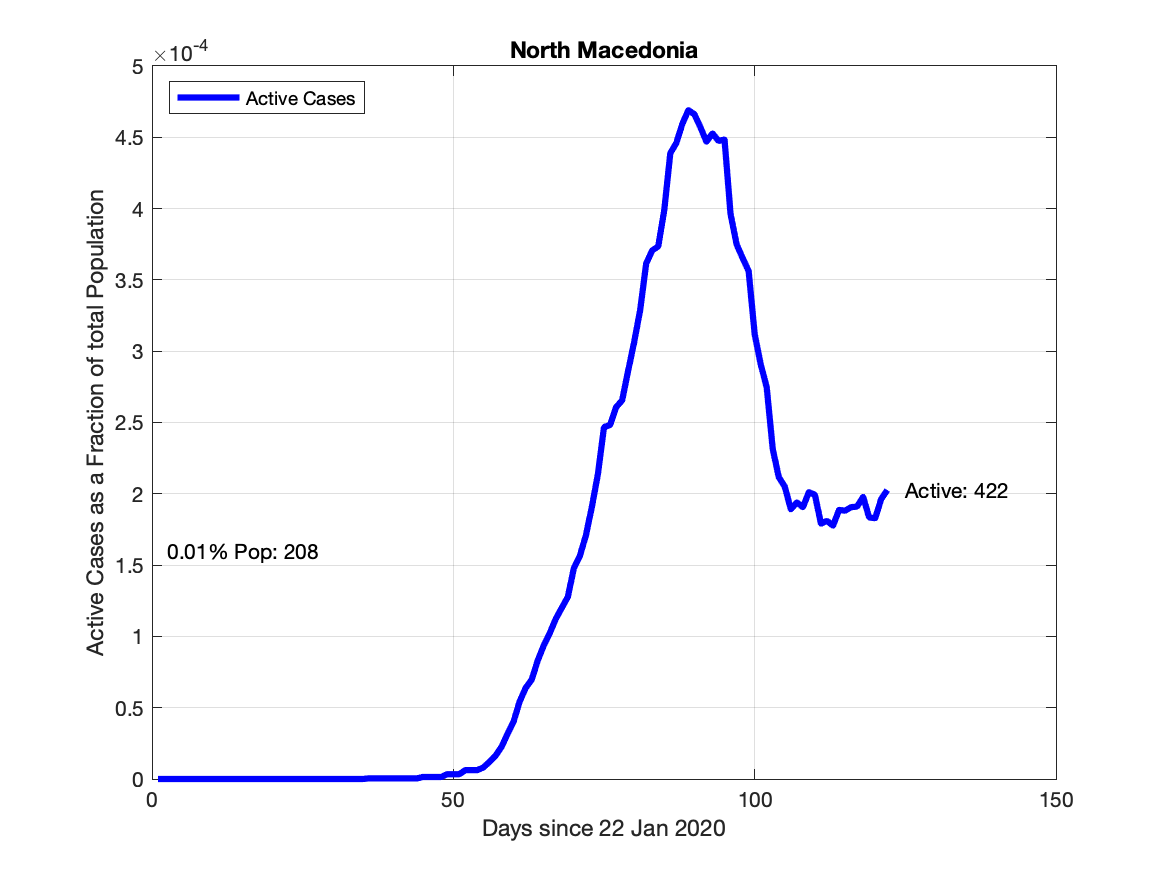 North Macedonia
×10^-4
Active Cases
5
4.5
4
3.5
3
2.5
2
1.5
1
0.5
0
Active Cases as a Fraction of total Population
Active: 422
0.01% Pop: 208
0 50 100 150
Days since 22 Jan 2020